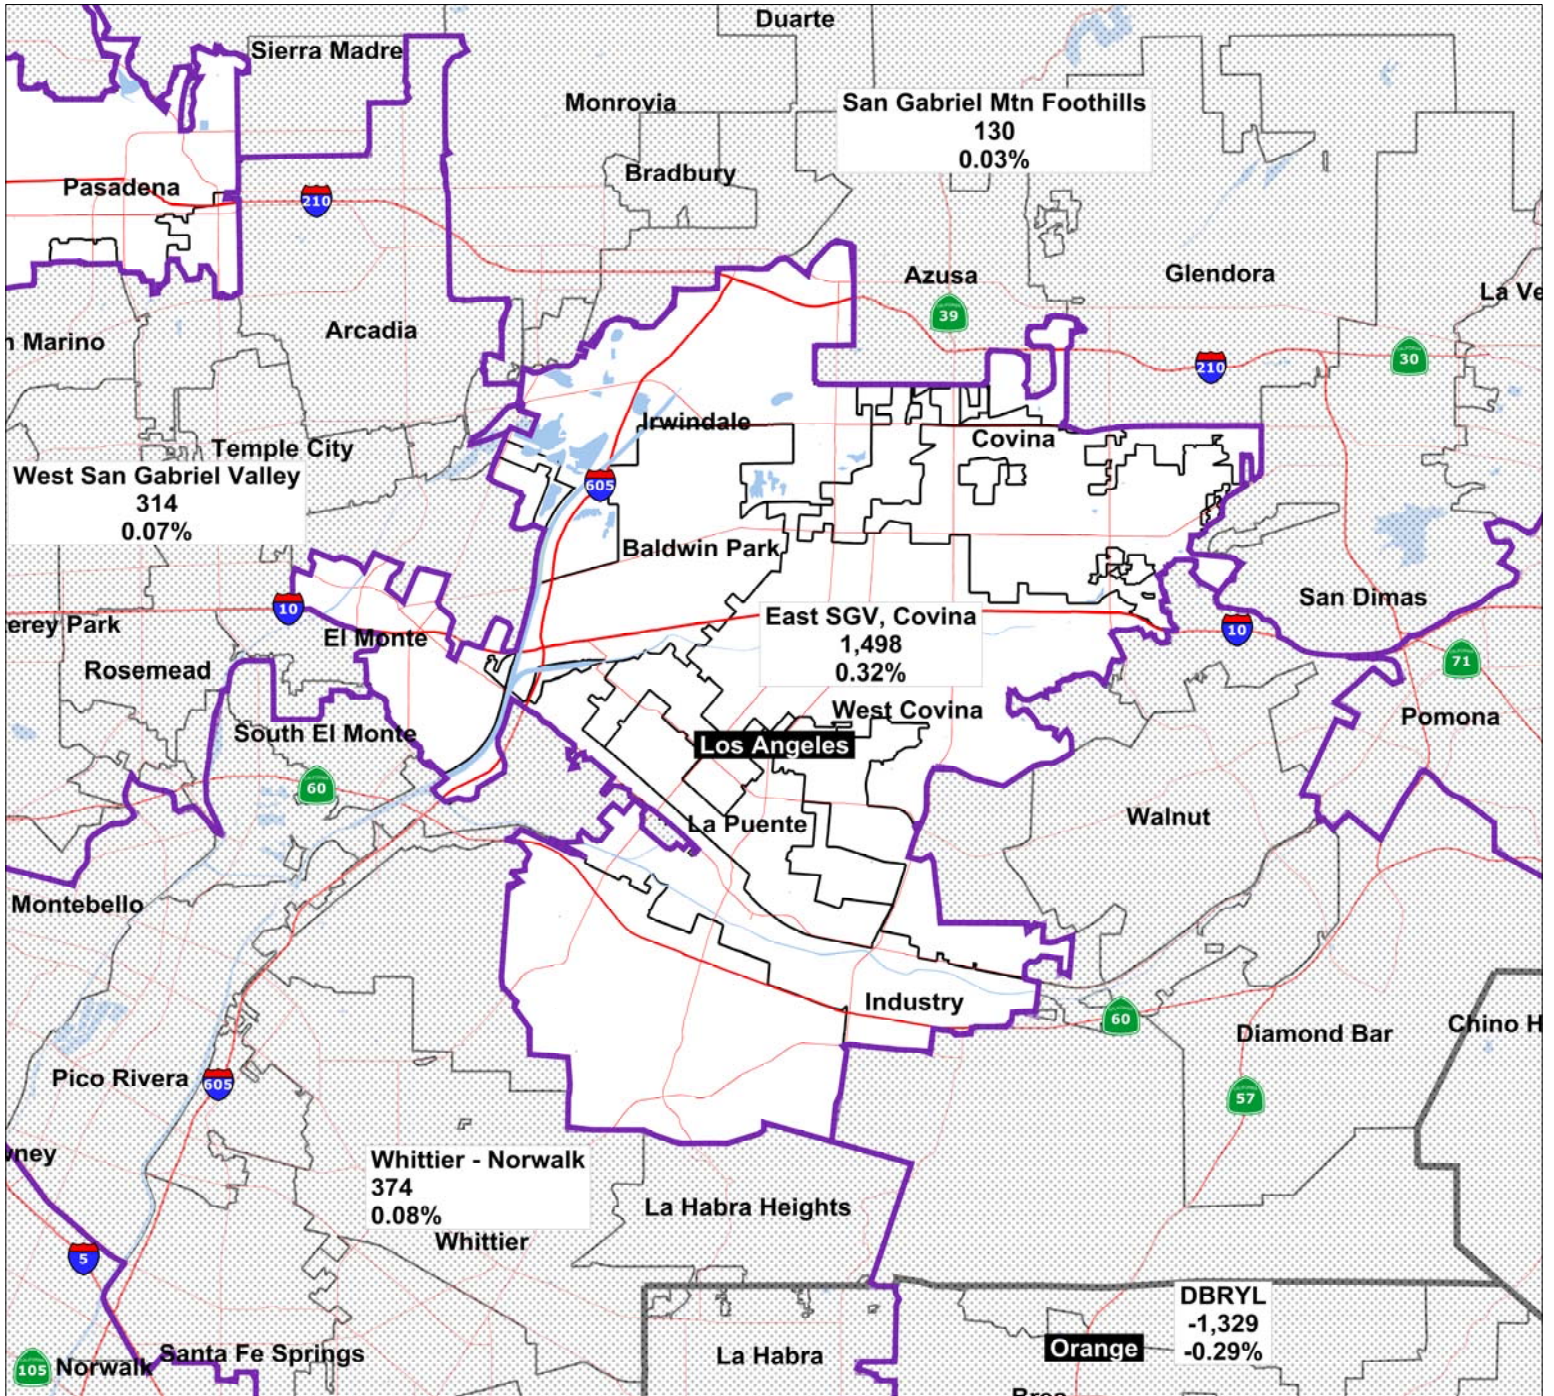 Duarte
Sierra Madre
Monrovia
San Gabriel Mtn Foothills
130
0.03%
Bradbury
Pasadena
210
Azusa
Glendora
La Ve
39
n Marino
Arcadia
30
210
Irwindale
Covina
Temple City
West San Gabriel Valley
314
0.07%
605
Baldwin Park
10
erey Park
El Monte
East SGV, Covina
1,498
0.32%
San Dimas
10
71
Rosemead
South El Monte
West Covina
Pomona
Los Angeles
60
La Puente
Walnut
Montebello
Industry
60
Diamond Bar
Chino H
Pico Rivera
605
57
wney
Whittier - Norwalk
374
0.08%
La Habra Heights
Whittier
5
DBRYL
-1,329
-0.29%
Orange
Santa Fe Springs
La Habra
105
Norwalk